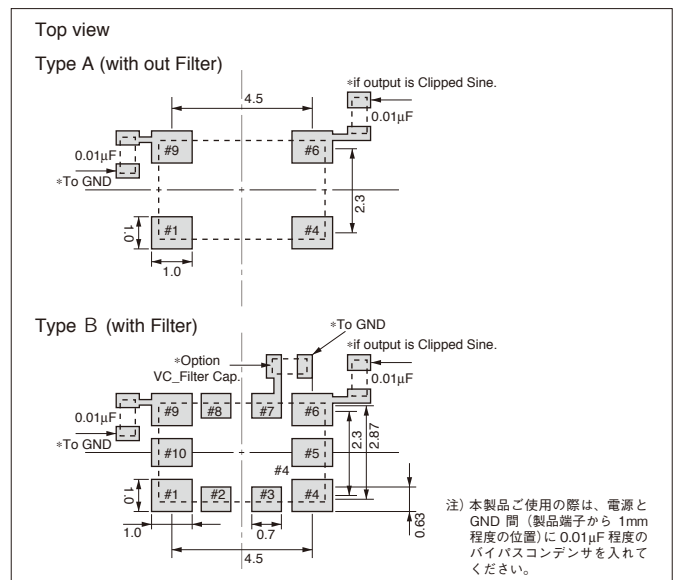 Top view
Type A (with out Filter)
*if output is Clipped Sine.
4.5
0.01μF
#9
#6
0.01μF
*To GND
2.3
1.0
#1
#4
1.0
Type B (with Filter)
*To GND
*Option
VC_Filter Cap.
*if output is Clipped Sine.
0.01μF
#9
#8
#7
#6
0.01μF
*To GND
#10
#5
2.3
2.87
#4
1.0
#1
#2
#3
#4
1.0
0.7
0.63
4.5
注) 本製品ご使用の際は、電源と
GND 間（製品端子から 1mm
程度の位置）に 0.01μF 程度の
バイパスコンデンサを入れて
ください。